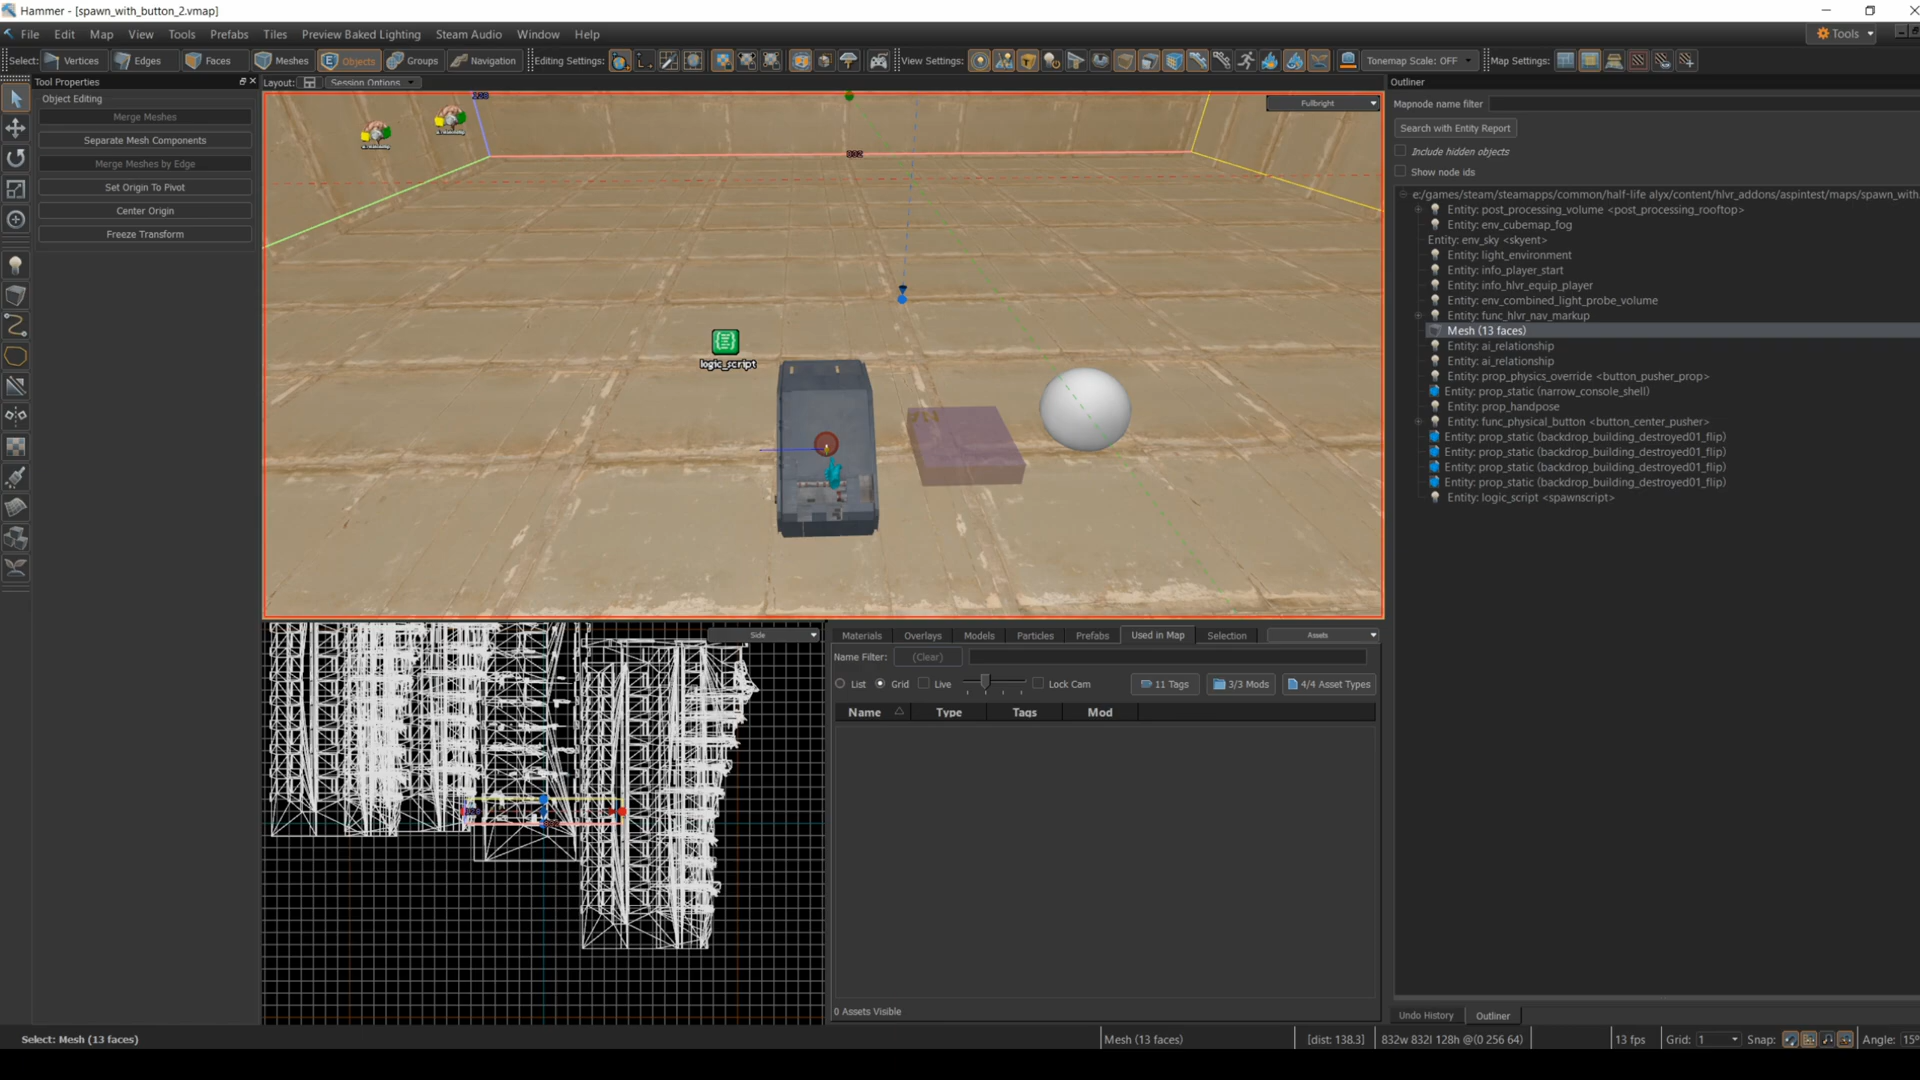 Hammer - [spawn_with_button_2.vmap]
File Edit Map View Tools Prefabs Tiles Preview Baked Lighting Steam Audio Window Help
Tools
Select: Vertices Edges Faces Meshes Objects Groups Navigation Editing Settings: View Settings: Tonemap Scale: OFF Map Settings:
Tool Properties
Layout: Session Options
Outliner
Object Editing
Merge Meshes
Separate Mesh Components
Merge Meshes by Edge
Set Origin To Pivot
Center Origin
Freeze Transform
128
Fullbright
832
logic_script
Mapnode name filter
Search with Entity Report
Include hidden objects
Show node ids
e:/games/steam/steamapps/common/half-life alyx/content/hlvr_addons/aspintest/maps/spawn_with
Entity: post_processing_volume <post_processing_rooftop>
Entity: env_cubemap_fog
Entity: env_sky <skyent>
Entity: light_environment
Entity: info_player_start
Entity: info_hlvr_equip_player
Entity: env_combined_light_probe_volume
Entity: func_hlvr_nav_markup
Mesh (13 faces)
Entity: ai_relationship
Entity: ai_relationship
Entity: prop_physics_override <button_pusher_prop>
Entity: prop_static (narrow_console_shell)
Entity: prop_handpose
Entity: func_physical_button <button_center_pusher>
Entity: prop_static (backdrop_building_destroyed01_flip)
Entity: prop_static (backdrop_building_destroyed01_flip)
Entity: prop_static (backdrop_building_destroyed01_flip)
Entity: prop_static (backdrop_building_destroyed01_flip)
Entity: logic_script <spawnscript>
Side
Materials Overlays Models Particles Prefabs Used in Map Selection Assets
Name Filter: (Clear)
List Grid Live Lock Cam 11 Tags 3/3 Mods 4/4 Asset Types
Name Type Tags Mod
0 Assets Visible
Undo History Outliner
Select: Mesh (13 faces)
Mesh (13 faces) [dist: 138.3] 832w 832l 128h @(0 256 64) 13 fps Grid: 1 Snap: Angle: 15°